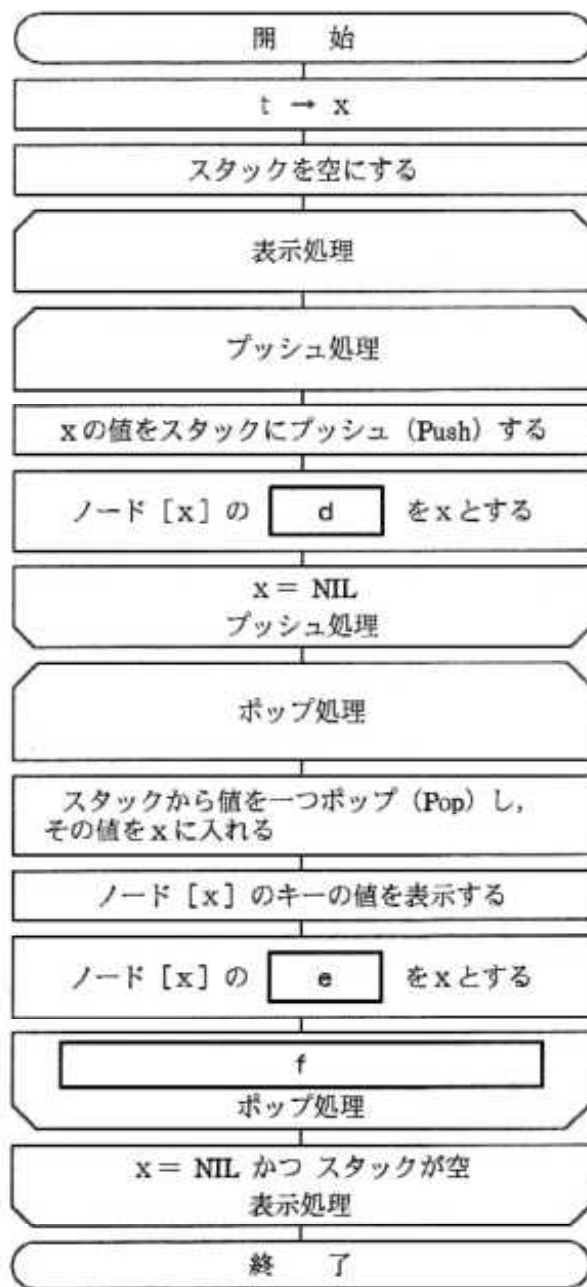 開 始
t → x
スタックを空にする
表示処理
プッシュ処理
xの値をスタックにプッシュ（Push）する
ノード［x］の d をxとする
x = NIL
プッシュ処理
ポップ処理
スタックから値を一つポップ（Pop）し，
その値をxに入れる
ノード［x］のキーの値を表示する
ノード［x］の e をxとする
f
ポップ処理
x = NIL かつ スタックが空
表示処理
終 了